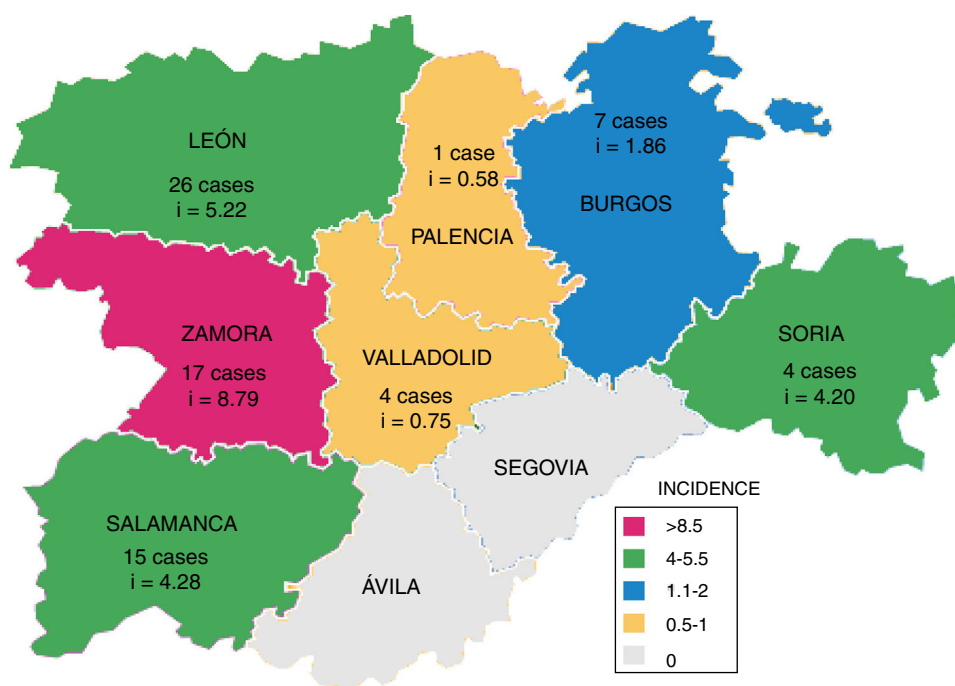 LEÓN
26 cases
i = 5.22
1 case
i = 0.58
PALENCIA
7 cases
i = 1.86
BURGOS
ZAMORA
17 cases
i = 8.79
VALLADOLID
4 cases
i = 0.75
SORIA
4 cases
i = 4.20
SEGOVIA
SALAMANCA
15 cases
i = 4.28
ÁVILA
INCIDENCE
>8.5
4-5.5
1.1-2
0.5-1
0